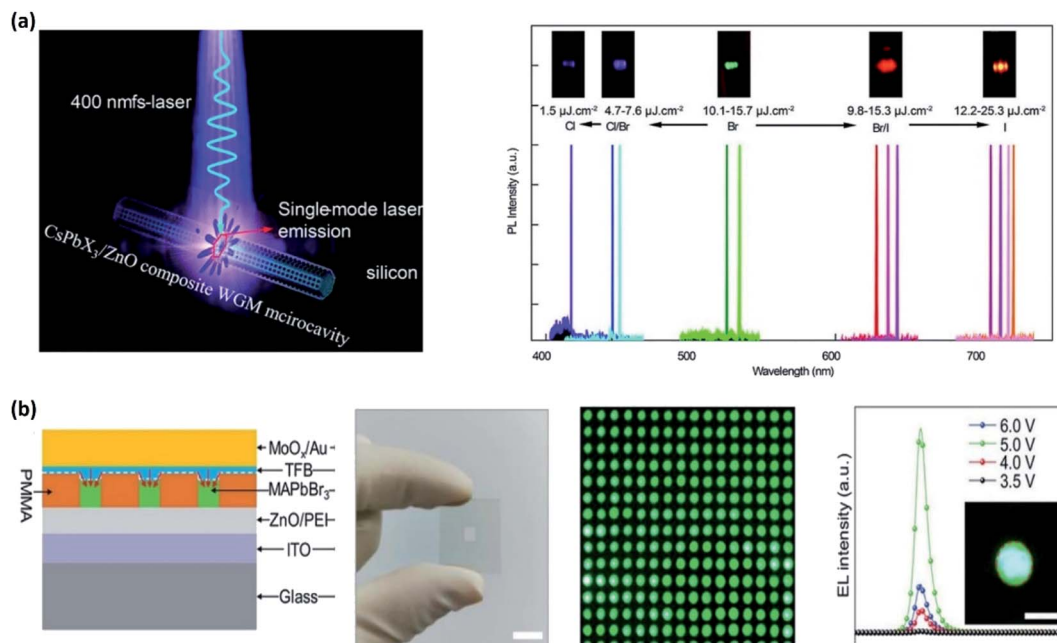 (a)
400 nmfs-laser
Single-mode laser
emission
silicon
CsPbX₃/ZnO composite WGM mcirocavity
1.5 μJ.cm⁻² 4.7-7.6 μJ.cm⁻² 10.1-15.7 μJ.cm⁻² 9.8-15.3 μJ.cm⁻² 12.2-25.3 μJ.cm⁻²
Cl Cl/Br Br Br/I I
PL Intensity (a.u.)
400 500 600 700
Wavelength (nm)
(b)
PMMA
MoOₓ/Au
TFB
MAPbBr₃
ZnO/PEI
ITO
Glass
EL intensity (a.u.)
6.0 V
5.0 V
4.0 V
3.5 V